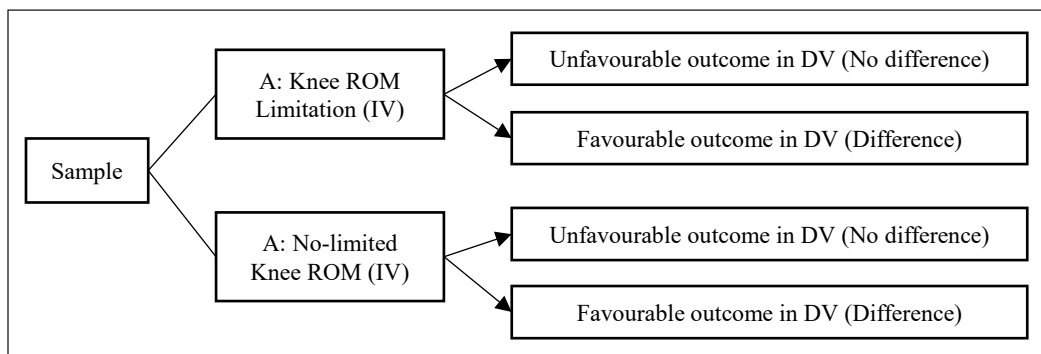 Sample
A: Knee ROM
Limitation (IV)
Unfavourable outcome in DV (No difference)
Favourable outcome in DV (Difference)
A: No-limited
Knee ROM (IV)
Unfavourable outcome in DV (No difference)
Favourable outcome in DV (Difference)